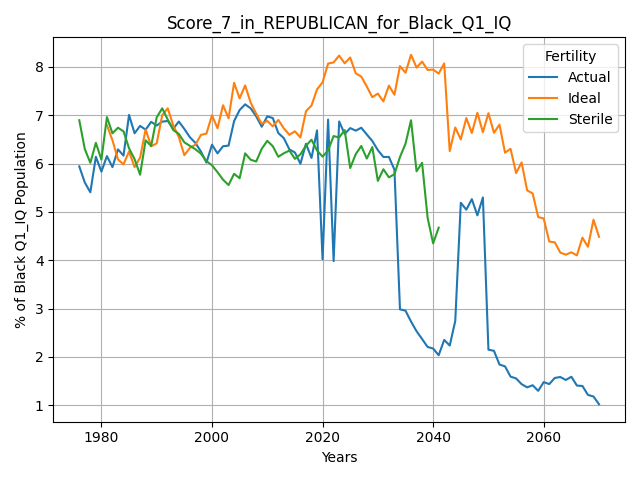 Score_7_in_REPUBLICAN_for_Black_Q1_IQ
% of Black Q1_IQ Population
8
7
6
5
4
3
2
1
Fertility
Actual
Ideal
Sterile
1980
2000
2020
2040
2060
Years